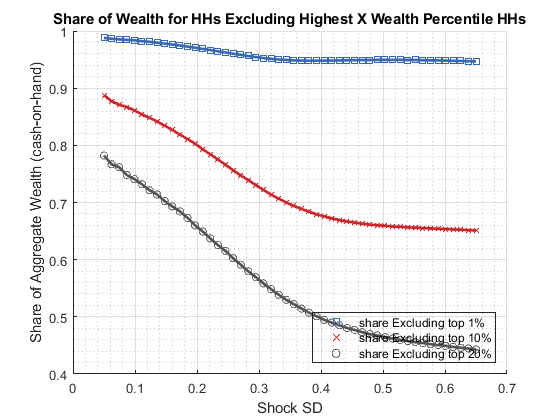 Share of Wealth for HHs Excluding Highest X Wealth Percentile HHs
1
0.9
0.8
0.7
0.6
0.5
0.4
Share of Aggregate Wealth (cash-on-hand)
share Excluding top 1%
share Excluding top 10%
share Excluding top 20%
0 0.1 0.2 0.3 0.4 0.5 0.6 0.7
Shock SD